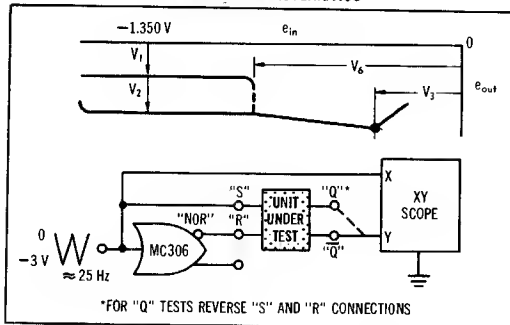 −1.350 V
e_in
0
V₁
V₂
V₆
V₃
e_out
X
XY
SCOPE
Y
"S"
"NOR"
"R"
UNIT
UNDER
TEST
"Q"*
"Q̅"
0
−3 V
≈ 25 Hz
MC306
*FOR "Q" TESTS REVERSE "S" AND "R" CONNECTIONS